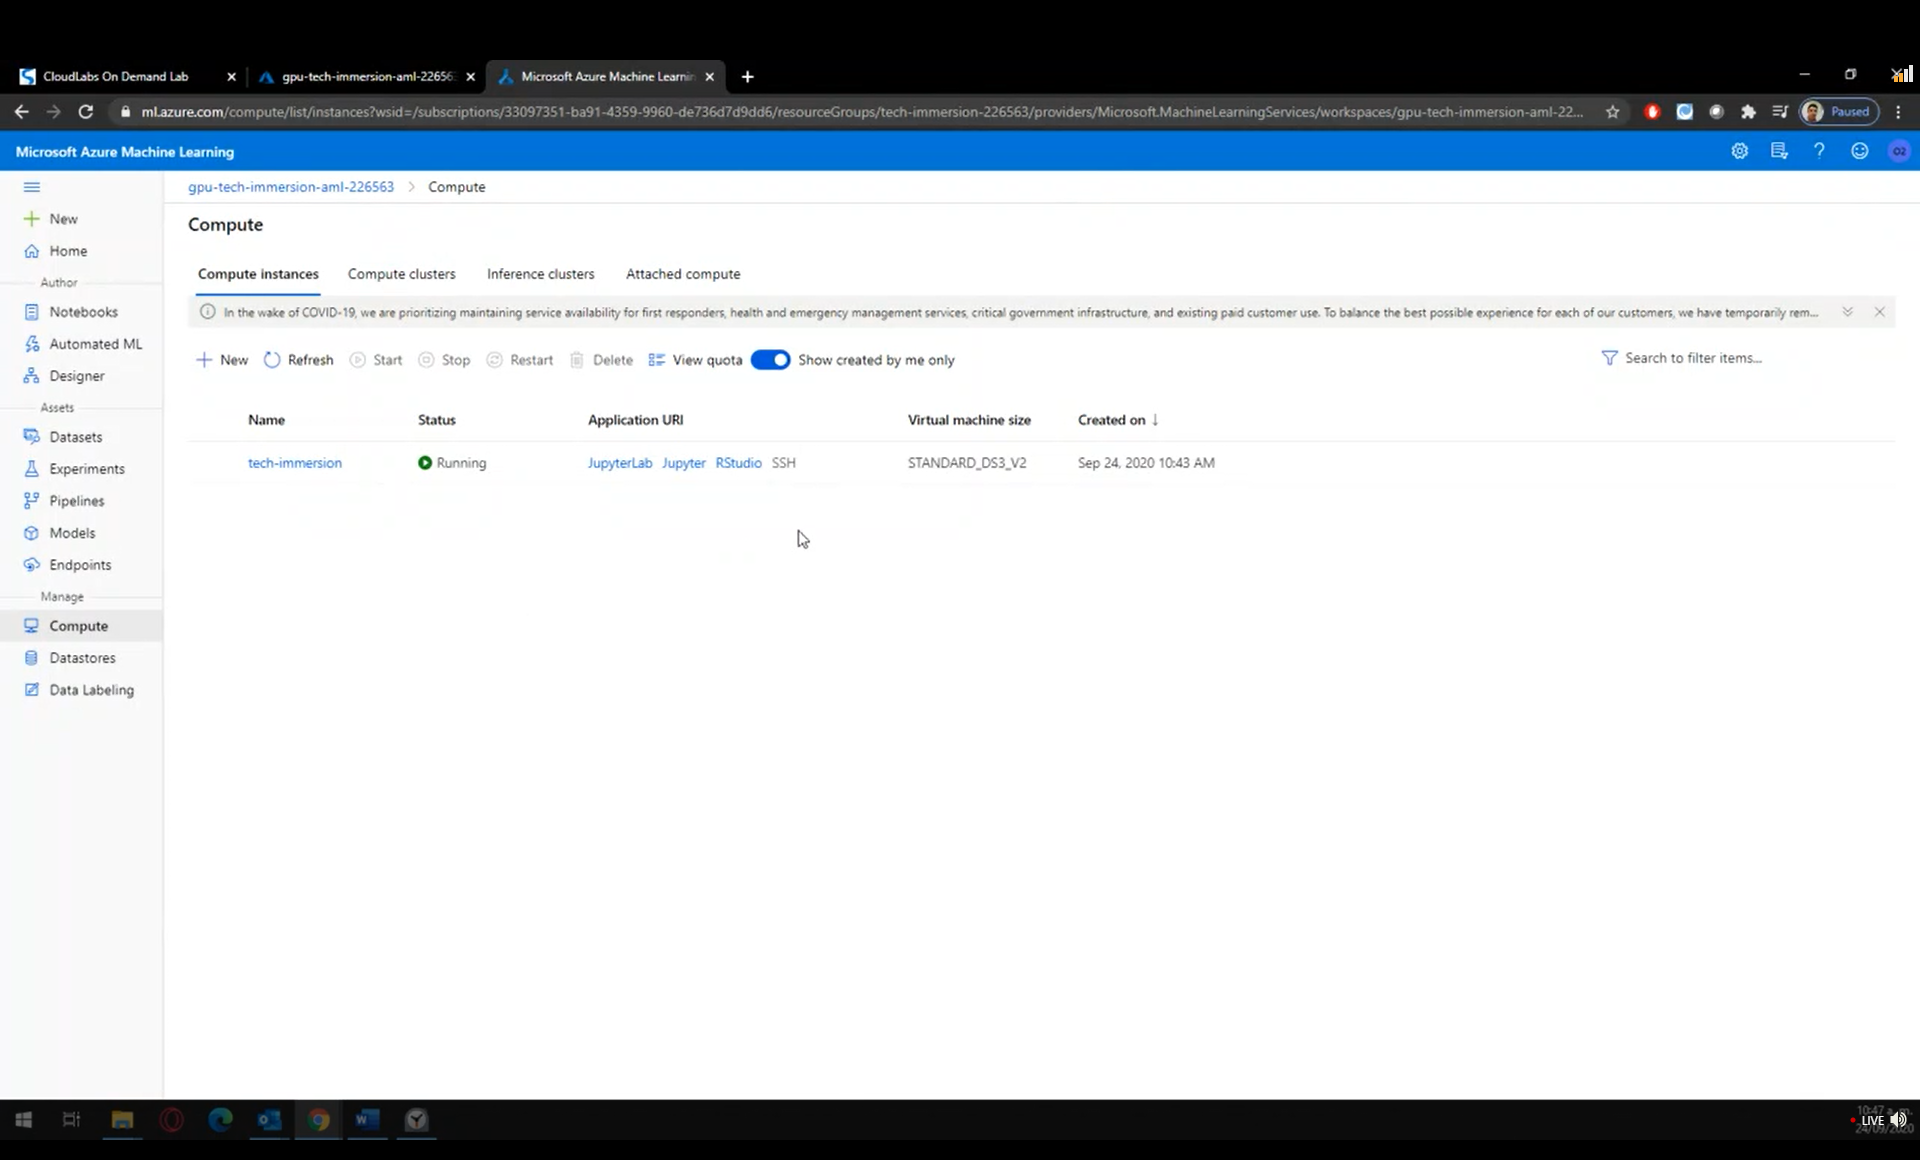 CloudLabs On Demand Lab
gpu-tech-immersion-aml-22656
Microsoft Azure Machine Learnin
ml.azure.com/compute/list/instances?wsid=/subscriptions/33097351-ba91-4359-9960-de736d7d9dd6/resourceGroups/tech-immersion-226563/providers/Microsoft.MachineLearningServices/workspaces/gpu-tech-immersion-aml-22...
Paused
Microsoft Azure Machine Learning
O2
gpu-tech-immersion-aml-226563 > Compute
New
Home
Author
Notebooks
Automated ML
Designer
Assets
Datasets
Experiments
Pipelines
Models
Endpoints
Manage
Compute
Datastores
Data Labeling
Compute
Compute instances Compute clusters Inference clusters Attached compute
In the wake of COVID-19, we are prioritizing maintaining service availability for first responders, health and emergency management services, critical government infrastructure, and existing paid customer use. To balance the best possible experience for each of our customers, we have temporarily rem...
New Refresh Start Stop Restart Delete View quota Show created by me only Search to filter items...
Name Status Application URI Virtual machine size Created on ↓
tech-immersion Running JupyterLab Jupyter RStudio SSH STANDARD_DS3_V2 Sep 24, 2020 10:43 AM
LIVE
24/09/2020